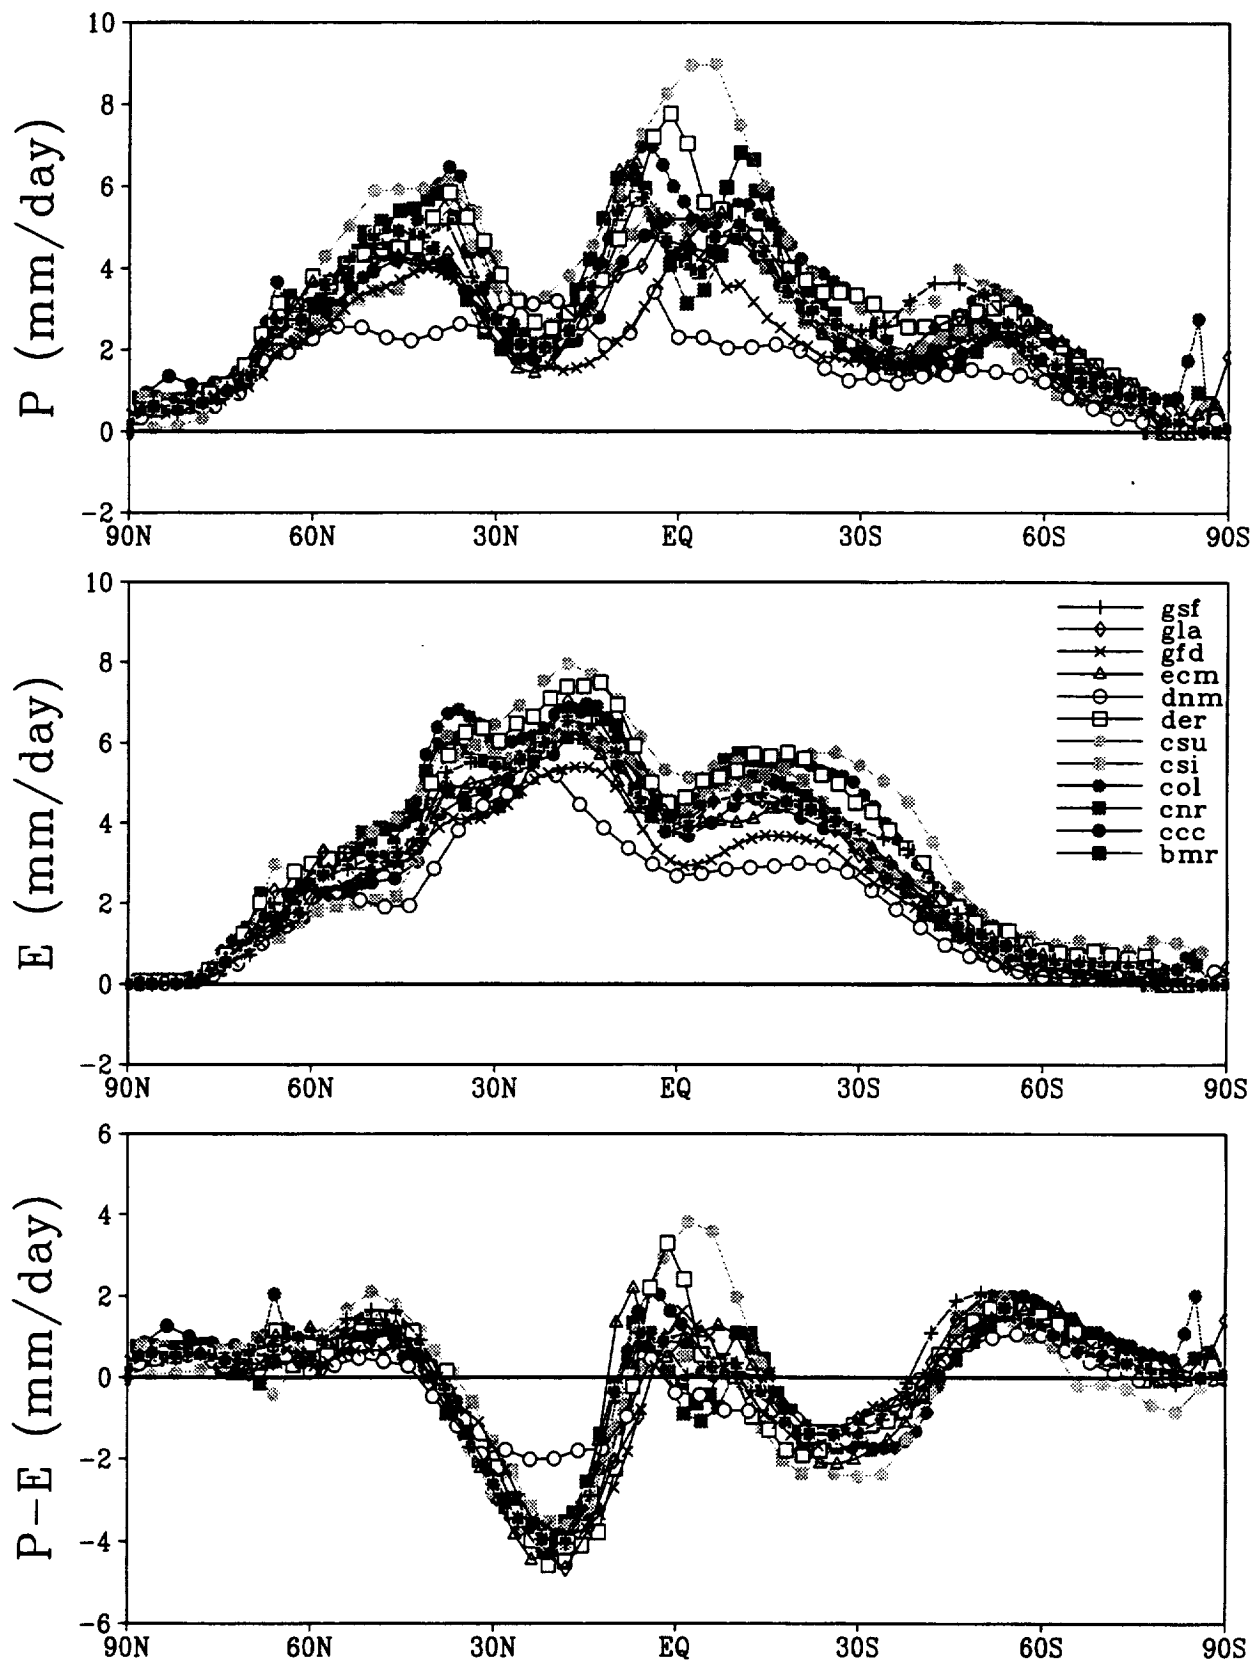 P (mm/day)
10
8
6
4
2
0
−2
90N 60N 30N EQ 30S 60S 90S
E (mm/day)
10
8
6
4
2
0
−2
90N 60N 30N EQ 30S 60S 90S
gsf
gla
gfd
ecm
dnm
der
csu
csi
col
cnr
ccc
bmr
P−E (mm/day)
6
4
2
0
−2
−4
−6
90N 60N 30N EQ 30S 60S 90S